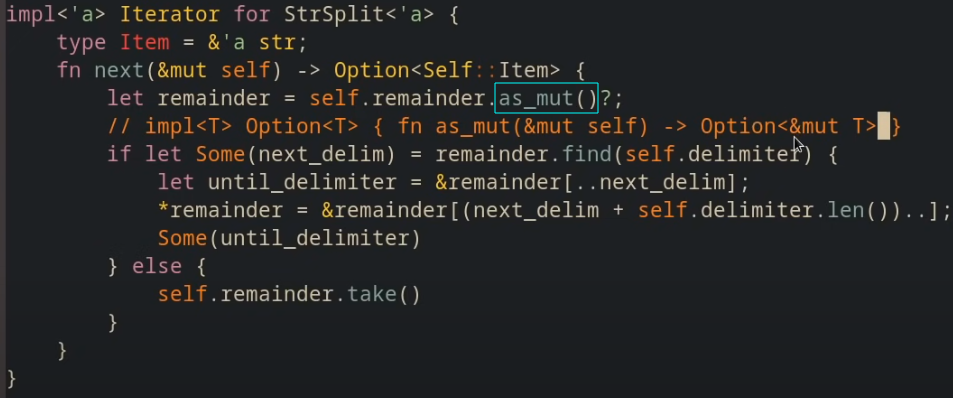 impl<'a> Iterator for StrSplit<'a> {
    type Item = &'a str;
    fn next(&mut self) -> Option<Self::Item> {
        let remainder = self.remainder.as_mut()?;
        // impl<T> Option<T> { fn as_mut(&mut self) -> Option<&mut T> }
        if let Some(next_delim) = remainder.find(self.delimiter) {
            let until_delimiter = &remainder[..next_delim];
            *remainder = &remainder[(next_delim + self.delimiter.len())..];
            Some(until_delimiter)
        } else {
            self.remainder.take()
        }
    }
}